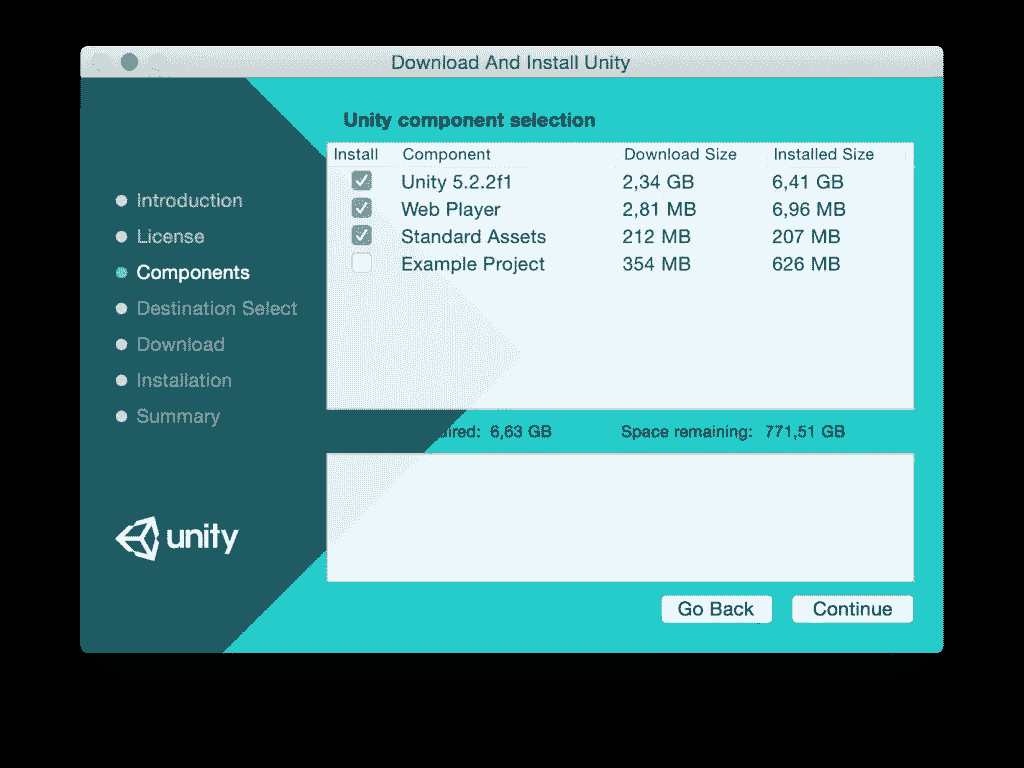 Download And Install Unity
Unity component selection
Install Component Download Size Installed Size
Unity 5.2.2f1 2,34 GB 6,41 GB
Web Player 2,81 MB 6,96 MB
Standard Assets 212 MB 207 MB
Example Project 354 MB 626 MB
Introduction
License
Components
Destination Select
Download
Installation
Summary
6,63 GB Space remaining: 771,51 GB
unity
Go Back Continue